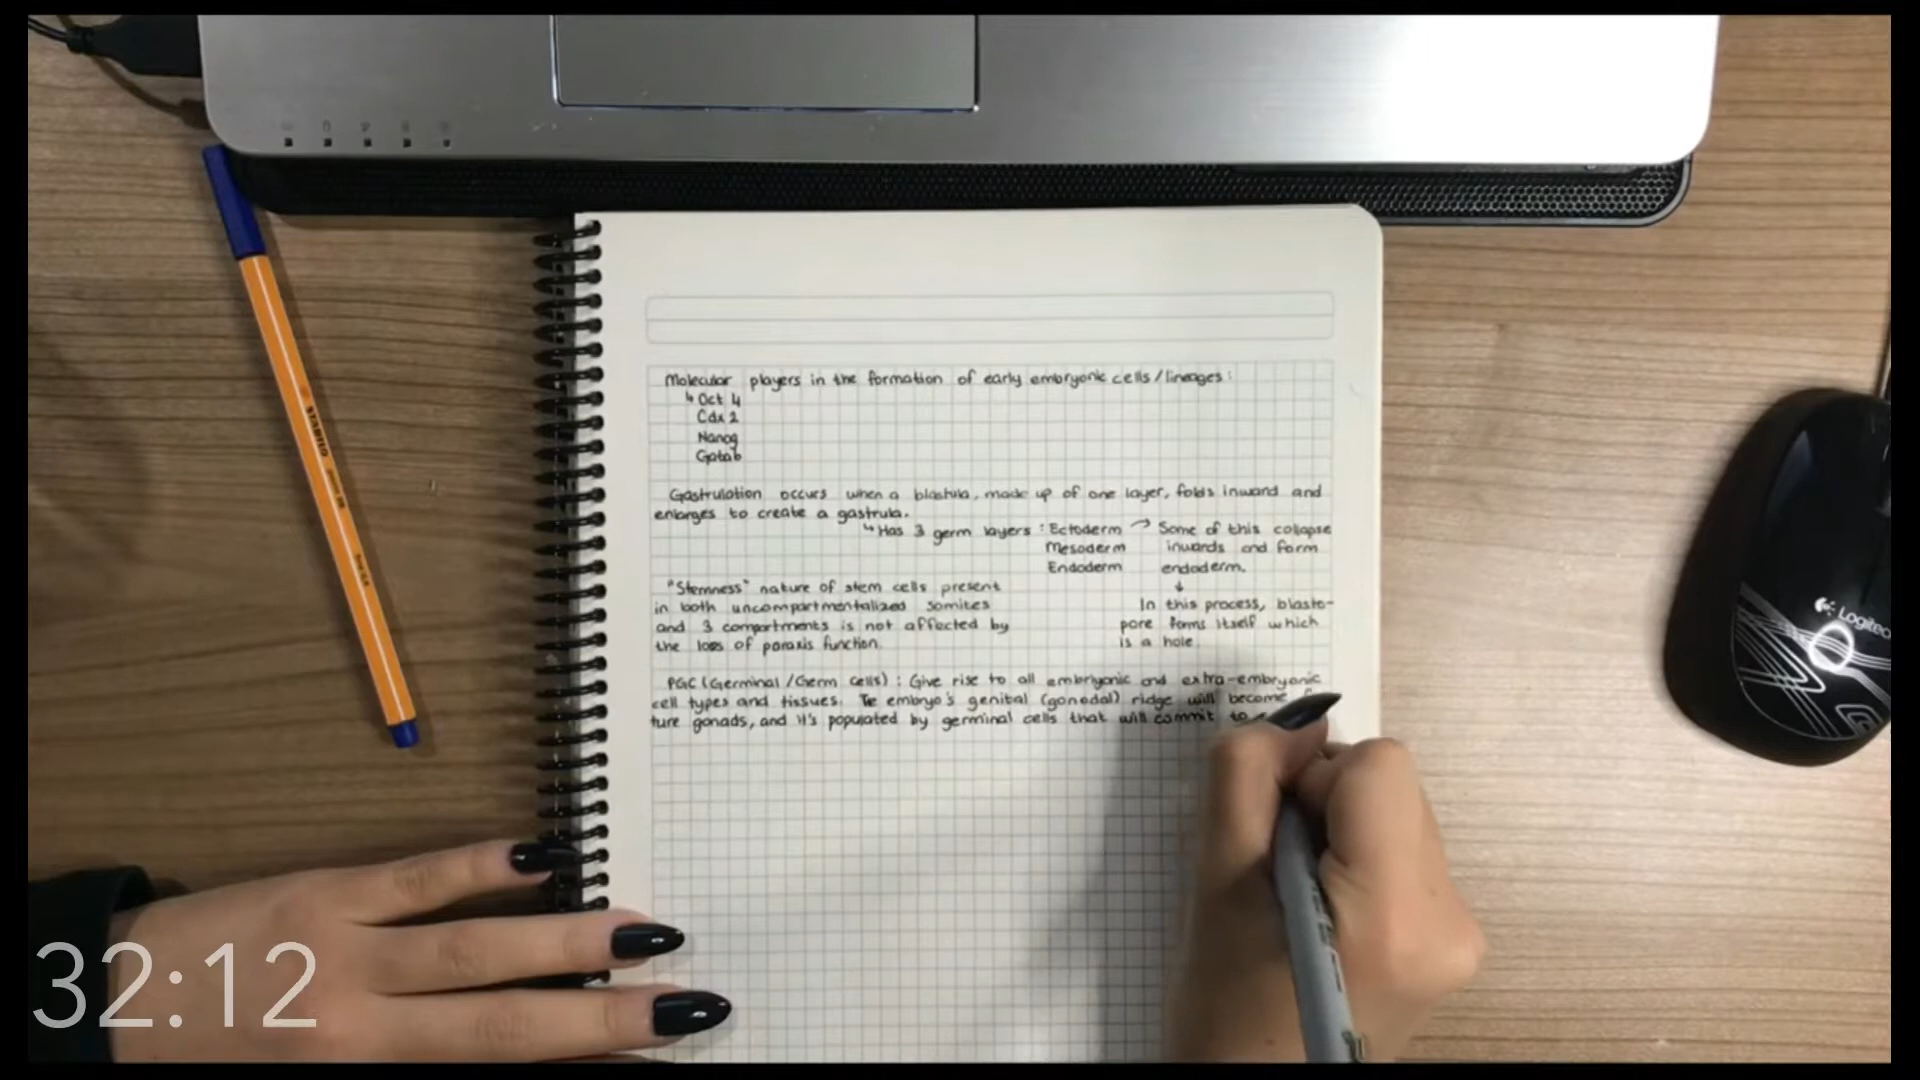 Molecular players in the formation of early embryonic cells/lineages:
↳ Oct 4
Cdx 2
Nanog
Gata6
Gastrulation occurs when a blastula, made up of one layer, folds inward and
enlarges to create a gastrula.
↳ Has 3 germ layers : Ectoderm → Some of this collapse
Mesoderm inwards and form
Endoderm endoderm.
↓
"Stemness" nature of stem cells present
in both uncompartmentalized somites
and 3 compartments is not affected by
the loss of paraxis function.
In this process, blasto-
pore forms itself which
is a hole.
PGC (Germinal/Germ cells) : Give rise to all embriyonic and extra-embryonic
cell types and tissues. Te embryo's genital (gonodal) ridge will become
ture gonads, and it's populated by germinal cells that will commit to
STABILO
Logitec
32:12